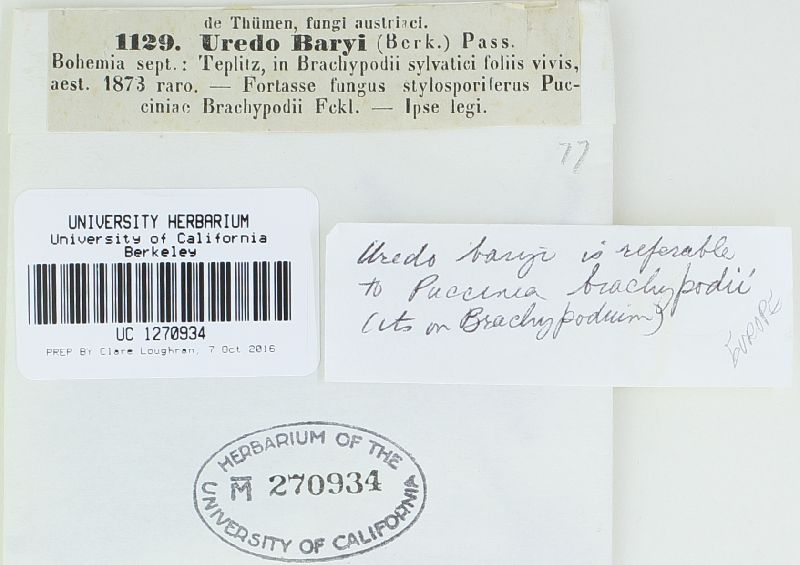 de Thümen, fungi austriaci.
1129. Uredo Baryi (Berk.) Pass.
Bohemia sept.: Teplitz, in Brachypodii sylvatici foliis vivis,
aest. 1873 raro. — Fortasse fungus stylosporiferus Puc-
ciniae Brachypodii Fckl. — Ipse legi.
77
UNIVERSITY HERBARIUM
University of California
Berkeley
UC 1270934
PREP BY Clare Loughran, 7 Oct 2016
Uredo baryi is referable
to Puccinia brachypodii
(its on Brachypodium)
EUROPE
HERBARIUM OF THE
M̅ 270934
UNIVERSITY OF CALIFORNIA